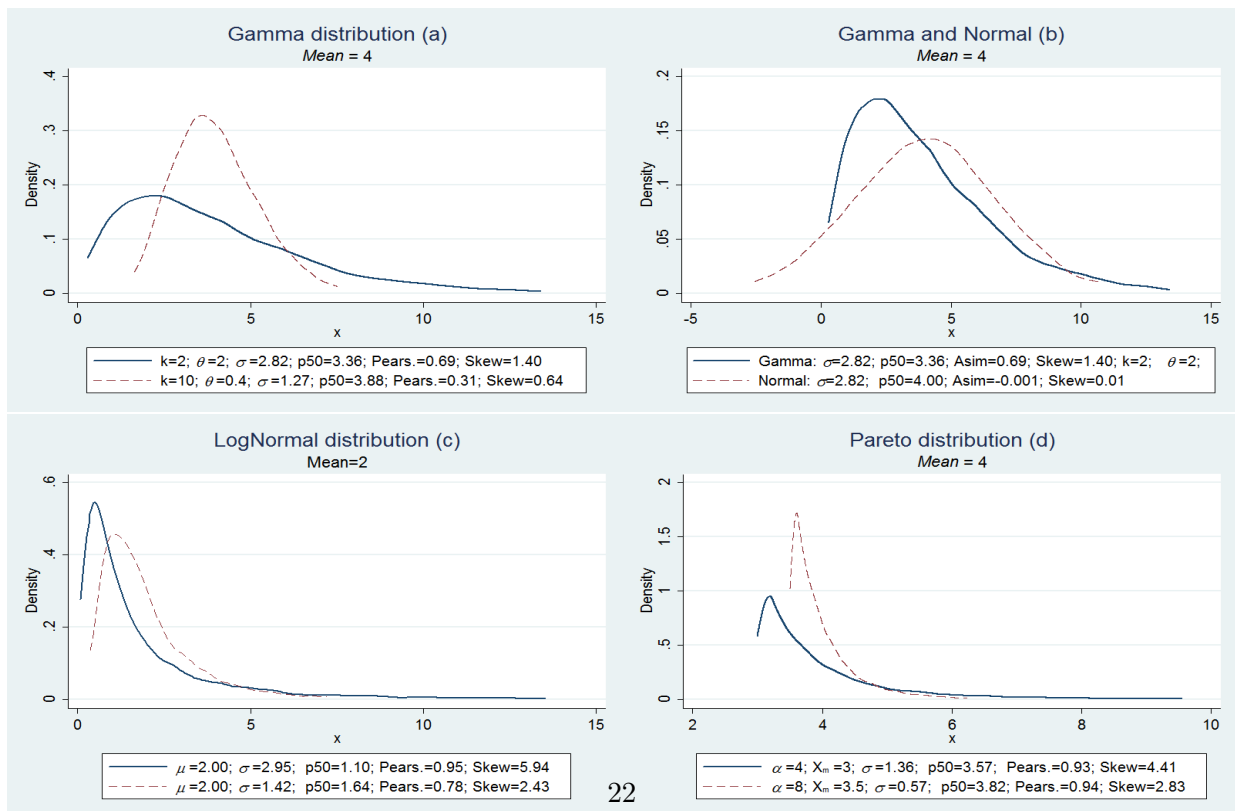 Gamma distribution (a)
Mean = 4
.4
.3
.2
.1
0
Density
0
5
10
15
x
k=2; θ=2; σ=2.82; p50=3.36; Pears.=0.69; Skew=1.40
k=10; θ=0.4; σ=1.27; p50=3.88; Pears.=0.31; Skew=0.64
Gamma and Normal (b)
Mean = 4
.2
.15
.1
.05
0
Density
-5
0
5
10
15
x
Gamma: σ=2.82; p50=3.36; Asim=0.69; Skew=1.40; k=2; θ=2;
Normal: σ=2.82; p50=4.00; Asim=-0.001; Skew=0.01
LogNormal distribution (c)
Mean=2
.6
.4
.2
0
Density
0
5
10
15
x
μ=2.00; σ=2.95; p50=1.10; Pears.=0.95; Skew=5.94
μ=2.00; σ=1.42; p50=1.64; Pears.=0.78; Skew=2.43
Pareto distribution (d)
Mean = 4
2
1.5
1
.5
0
Density
2
4
6
8
10
x
α=4; Xm=3; σ=1.36; p50=3.57; Pears.=0.93; Skew=4.41
α=8; Xm=3.5; σ=0.57; p50=3.82; Pears.=0.94; Skew=2.83
22